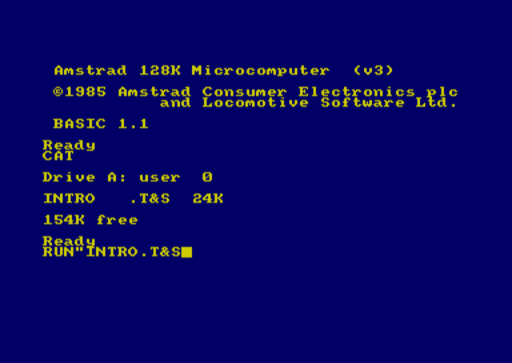 Amstrad 128K Microcomputer (v3)
©1985 Amstrad Consumer Electronics plc
and Locomotive Software Ltd.
BASIC 1.1
Ready
CAT
Drive A: user 0
INTRO .T&S 24K
154K free
Ready
RUN"INTRO.T&S